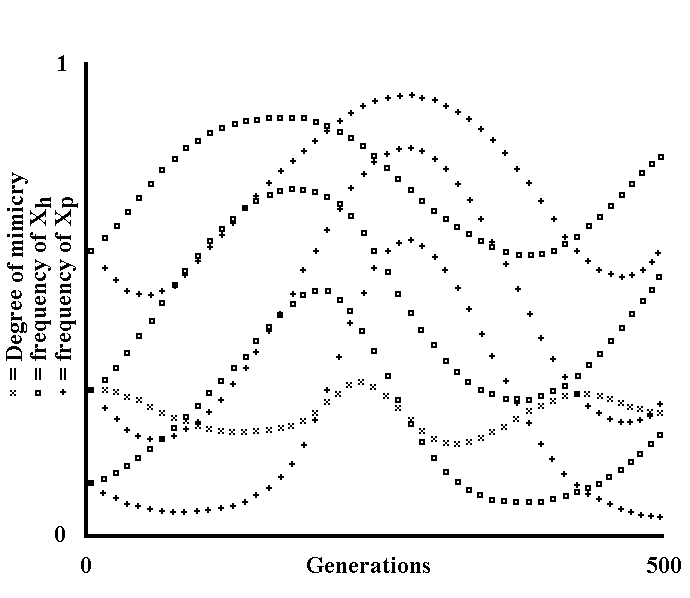 1
× = Degree of mimicry
▫ = frequency of Xh
+ = frequency of Xp
0
0 Generations 500